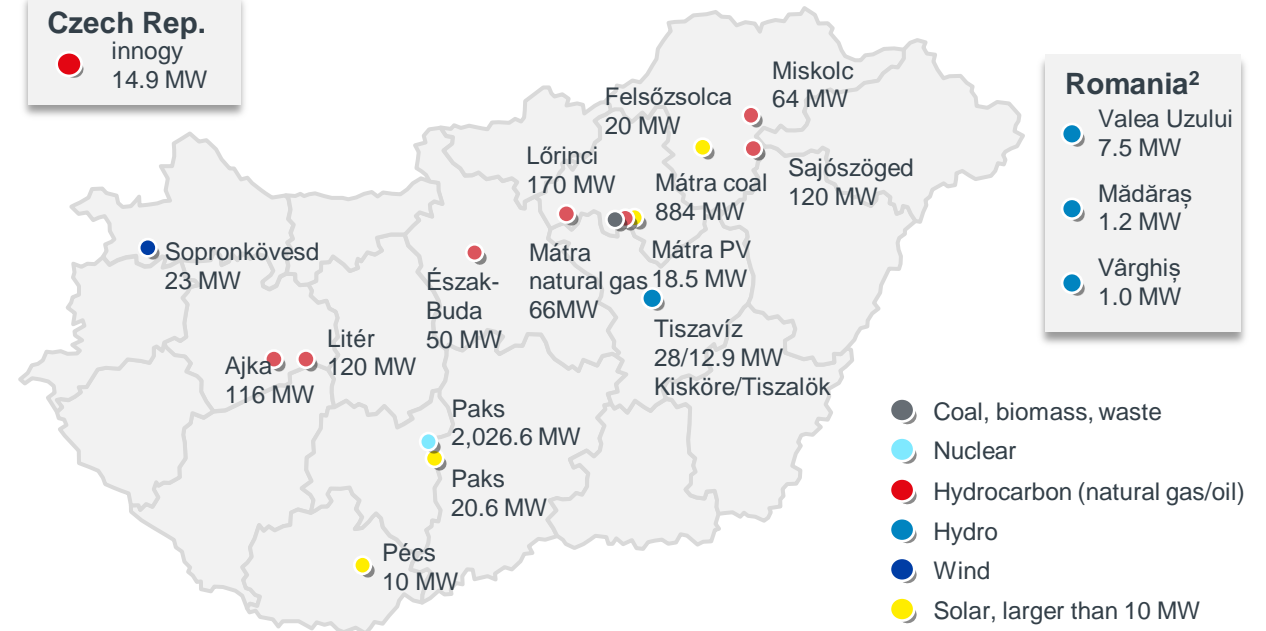 Czech Rep.
innogy
14.9 MW
Romania²
Valea Uzului
7.5 MW
Mădăraș
1.2 MW
Vârghiș
1.0 MW
Miskolc
64 MW
Felsőzsolca
20 MW
Lőrinci
170 MW
Mátra coal
884 MW
Sajószöged
120 MW
Sopronkövesd
23 MW
Észak-
Buda
50 MW
Mátra
natural gas
66MW
Mátra PV
18.5 MW
Tiszavíz
28/12.9 MW
Kisköre/Tiszalök
Ajka
116 MW
Litér
120 MW
Paks
2,026.6 MW
Paks
20.6 MW
Pécs
10 MW
Coal, biomass, waste
Nuclear
Hydrocarbon (natural gas/oil)
Hydro
Wind
Solar, larger than 10 MW